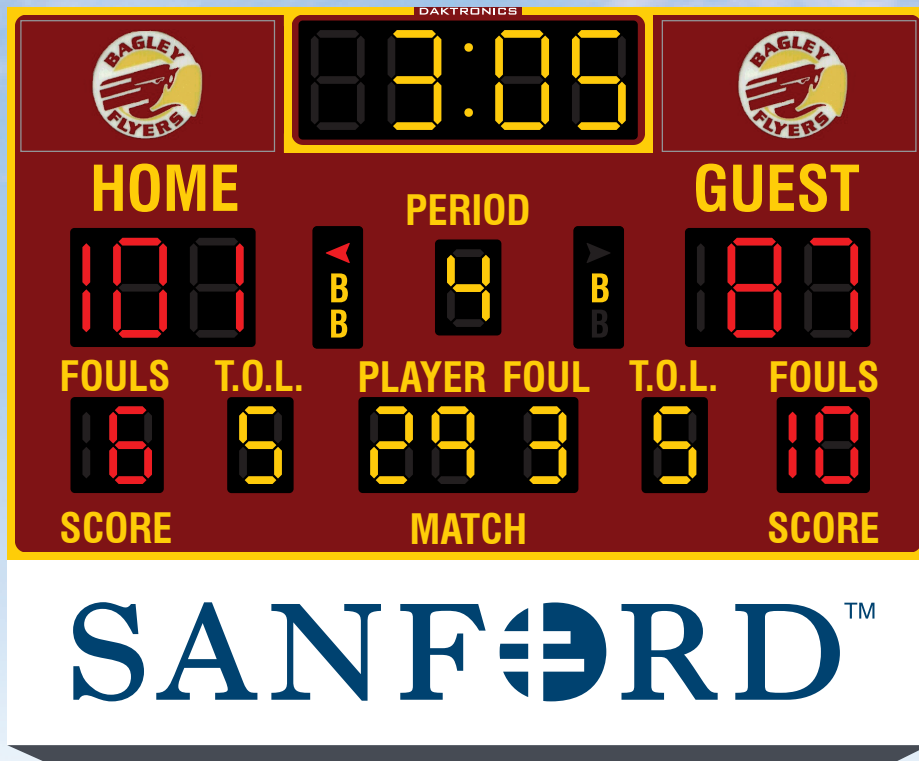 DAKTRONICS
BAGLEY FLYERS
3:05
BAGLEY FLYERS
HOME
PERIOD
GUEST
101
B
B
4
B
B
87
FOULS T.O.L. PLAYER FOUL T.O.L. FOULS
6 5 29 3 5 10
SCORE MATCH SCORE
SANFORD™